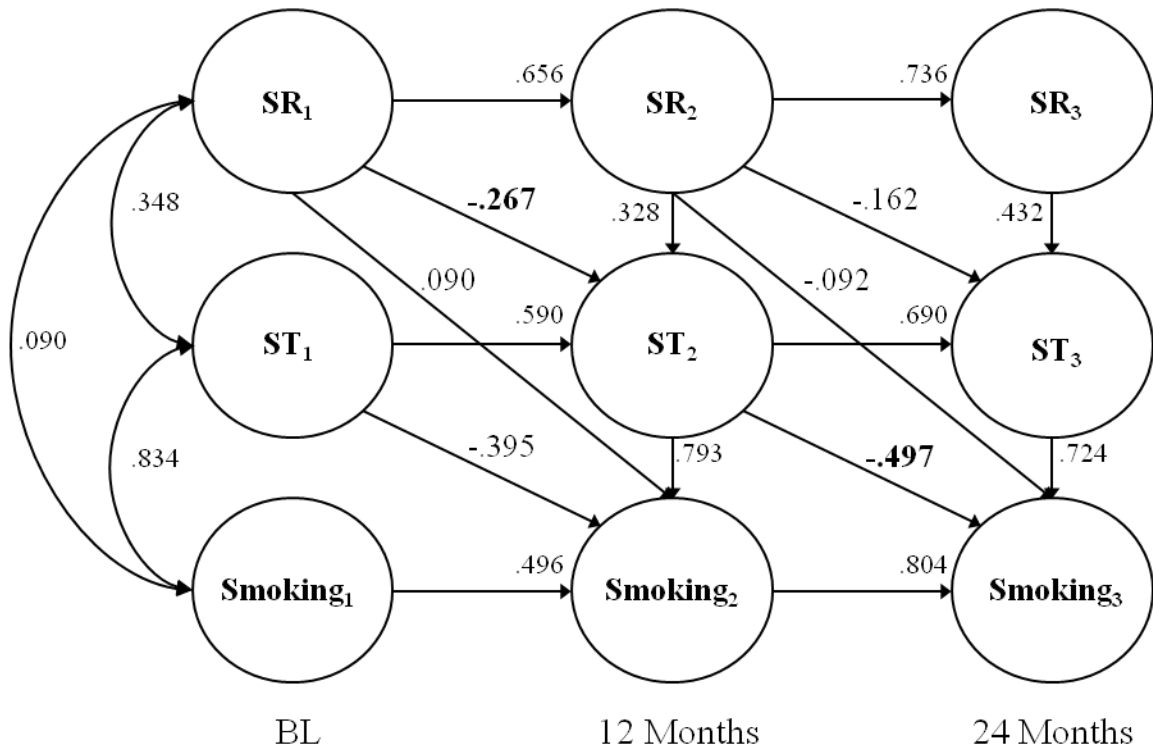 .656
.736
SR₁
SR₂
SR₃
.348
-.267
.328
-.162
.432
.090
-.092
.590
.690
.090
ST₁
ST₂
ST₃
.834
-.395
.793
-.497
.724
.496
.804
Smoking₁
Smoking₂
Smoking₃
BL
12 Months
24 Months